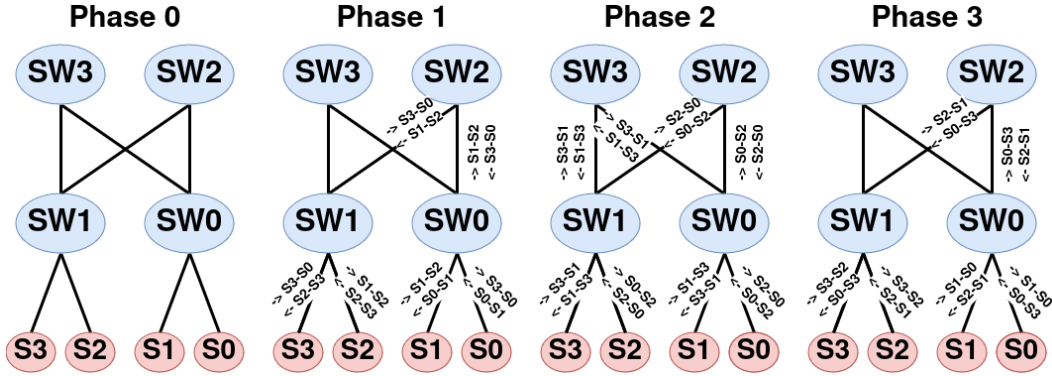 Phase 0
SW3 SW2
SW1 SW0
S3 S2 S1 S0
Phase 1
SW3 SW2
-> S3-S0
<- S1-S2
-> S1-S2
<- S3-S0
SW1 SW0
-> S3-S0
<- S2-S3
-> S1-S2
<- S2-S3
-> S1-S2
<- S0-S1
-> S3-S0
<- S0-S1
S3 S2 S1 S0
Phase 2
SW3 SW2
-> S3-S1
<- S1-S3
-> S3-S1
<- S1-S3
-> S2-S0
<- S0-S2
-> S0-S2
<- S2-S0
SW1 SW0
-> S3-S1
<- S1-S3
-> S0-S2
<- S2-S0
-> S1-S3
<- S3-S1
-> S2-S0
<- S0-S2
S3 S2 S1 S0
Phase 3
SW3 SW2
-> S2-S1
<- S0-S3
-> S0-S3
<- S2-S1
SW1 SW0
-> S3-S2
<- S0-S3
-> S3-S2
<- S2-S1
-> S1-S0
<- S2-S1
-> S1-S0
<- S0-S3
S3 S2 S1 S0